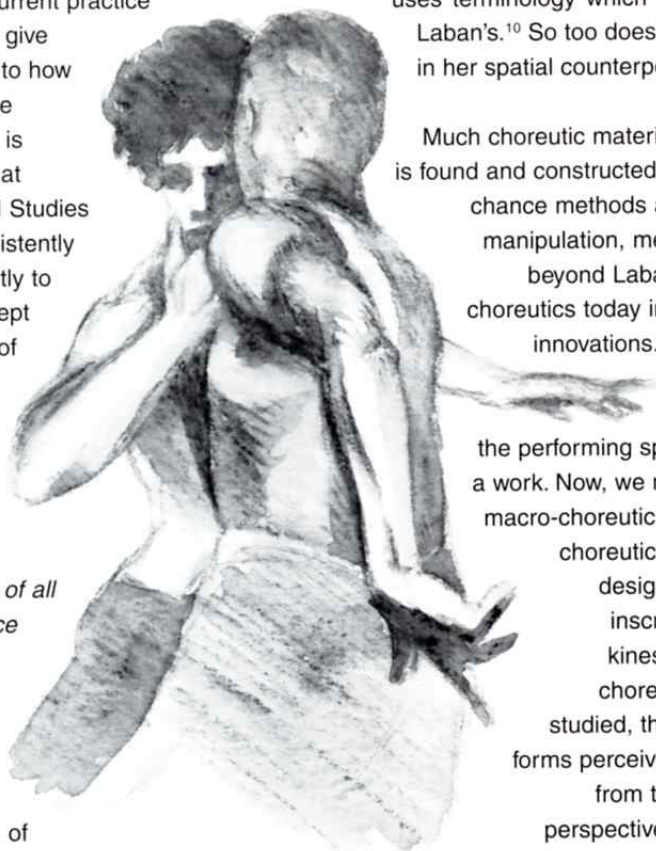 current practice
give
to how
e
is
at
Studies
istently
tly to
ept
of
of all
ce
of
uses terminology which
Laban's.¹⁰ So too does
in her spatial counterp
Much choreutic materi
is found and constructed
chance methods a
manipulation, me
beyond Laba
choreutics today i
innovations.
the performing sp
a work. Now, we
macro-choreutic
choreutic
desig
inscr
kines
chore
studied, th
forms perceiv
from t
perspective